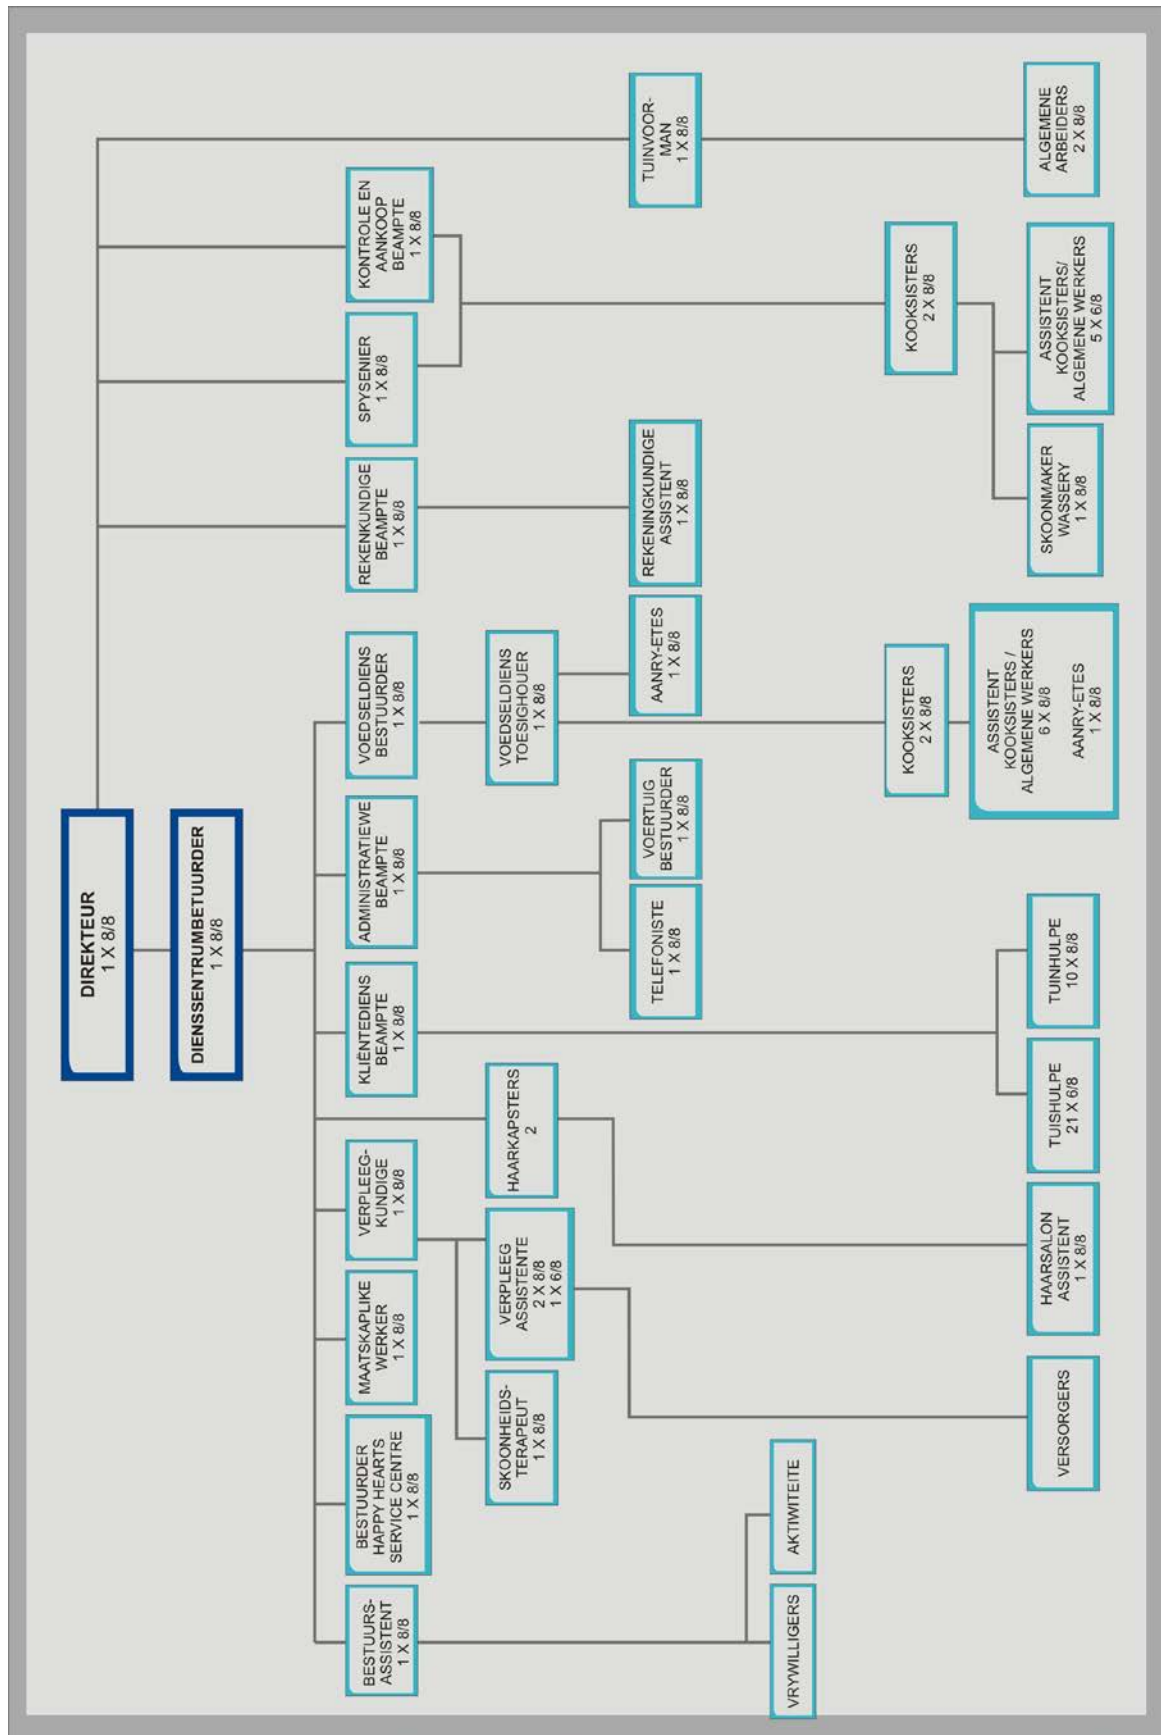 DIREKTEUR
1 X 8/8
DIENSSENTRUMBETUURDER
1 X 8/8
BESTUURS-
ASSISTENT
1 X 8/8
BESTUURDER
HAPPY HEARTS
SERVICE CENTRE
1 X 8/8
MAATSKAPLIKE
WERKER
1 X 8/8
VERPLEEG-
KUNDIGE
1 X 8/8
KLIËNTEDIENS
BEAMPTE
1 X 8/8
ADMINISTRATIEWE
BEAMPTE
1 X 8/8
VOEDSELDIENS
BESTUURDER
1 X 8/8
REKENKUNDIGE
BEAMPTE
1 X 8/8
SPYSENIER
1 X 8/8
KONTROLE EN
AANKOOP
BEAMPTE
1 X 8/8
SKOONHEIDS-
TERAPEUT
1 X 8/8
VERPLEEG
ASSISTENTE
2 X 8/8
1 X 6/8
HAARKAPSTERS
2
VOEDSELDIENS
TOESIGHOUER
1 X 8/8
TELEFONISTE
1 X 8/8
VOERTUIG
BESTUURDER
1 X 8/8
AANRY-ETES
1 X 8/8
REKENINGKUNDIGE
ASSISTENT
1 X 8/8
TUINVOOR-
MAN
1 X 8/8
VRYWILLIGERS
AKTIWITEITE
KOOKSISTERS
2 X 8/8
KOOKSISTERS
2 X 8/8
VERSORGERS
HAARSALON
ASSISTENT
1 X 8/8
TUISHULPE
21 X 6/8
TUINHULPE
10 X 8/8
ASSISTENT
KOOKSISTERS /
ALGEMENE WERKERS
6 X 8/8
AANRY-ETES
1 X 8/8
SKOONMAKER
WASSERY
1 X 8/8
ASSISTENT
KOOKSISTERS/
ALGEMENE WERKERS
5 X 6/8
ALGEMENE
ARBEIDERS
2 X 8/8